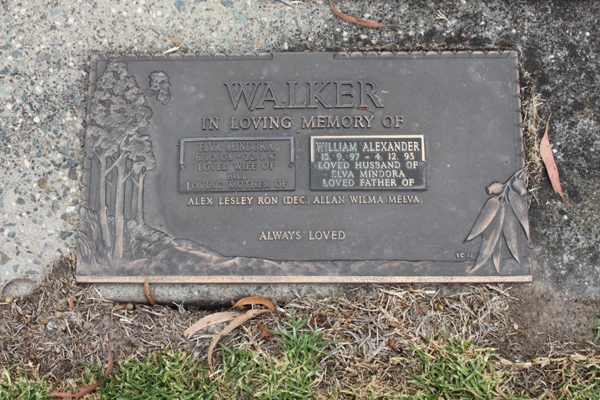 WALKER
IN LOVING MEMORY OF
ELVA MINDORA
LOVED WIFE OF
BILL
LOVING MOTHER OF
WILLIAM ALEXANDER
12. 9. 97 - 4. 12. 93
LOVED HUSBAND OF
ELVA MINDORA
LOVED FATHER OF
ALEX LESLEY RON (DEC) ALLAN WILMA MELVA
ALWAYS LOVED